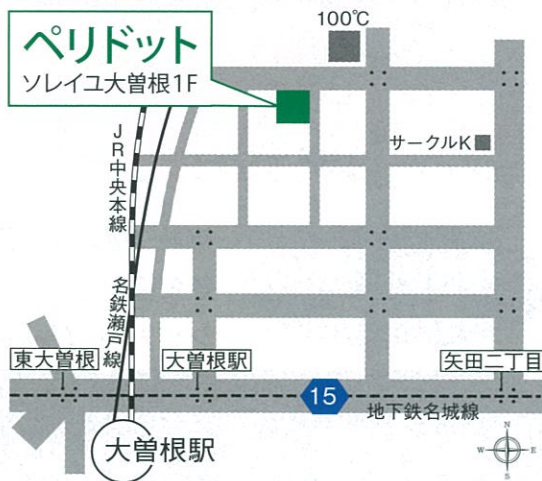 100℃
ペリドット
ソレイユ大曽根1F
サークルK
JR中央本線
名鉄瀬戸線
東大曽根
大曽根駅
矢田二丁目
15
地下鉄名城線
大曽根駅
N
W
E
S